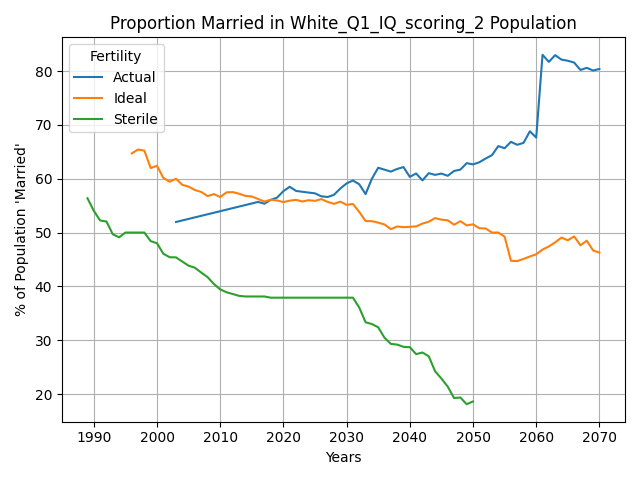 Proportion Married in White_Q1_IQ_scoring_2 Population
% of Population 'Married'
Fertility
Actual
Ideal
Sterile
80
70
60
50
40
30
20
1990 2000 2010 2020 2030 2040 2050 2060 2070
Years